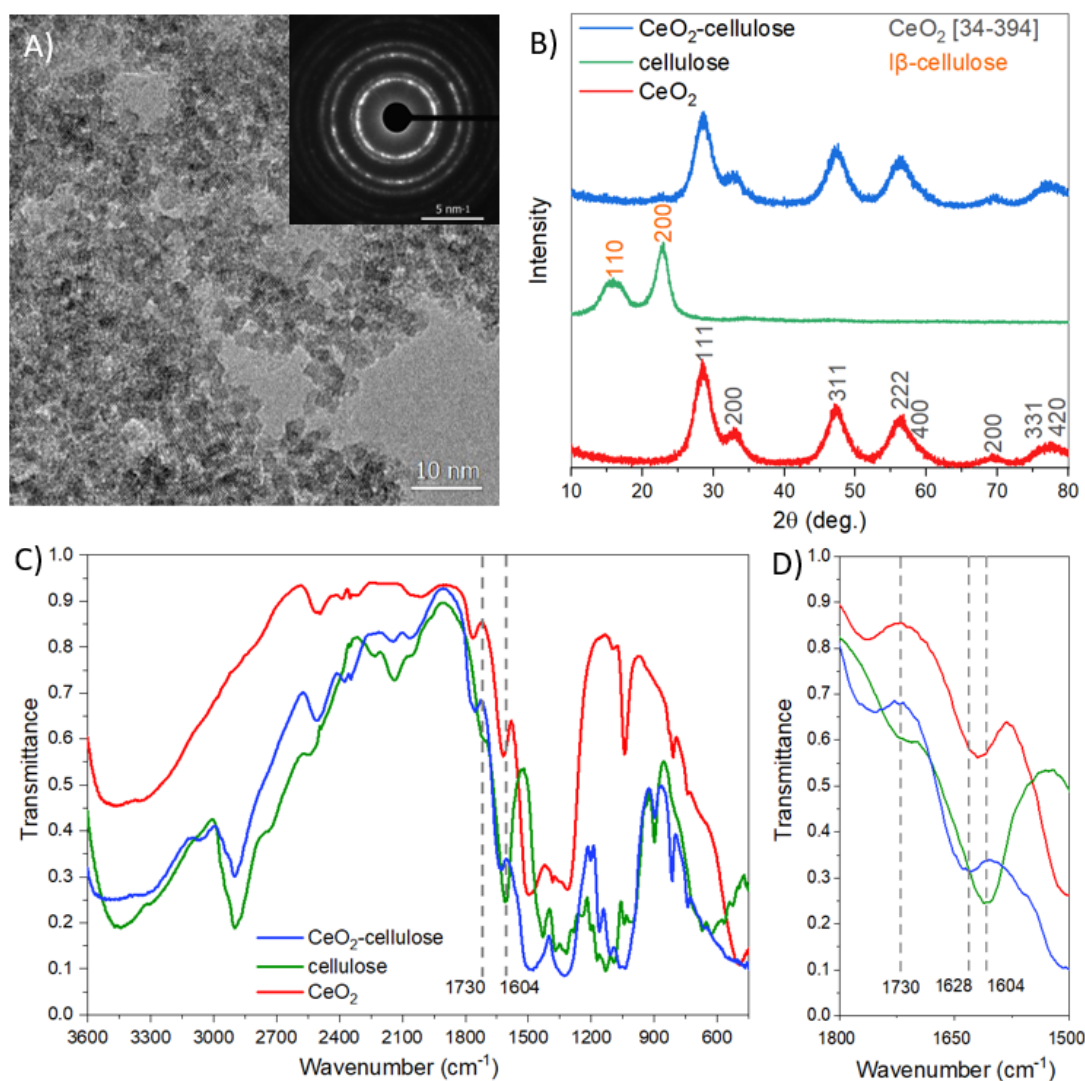 A)
5 nm-1
10 nm
B)
CeO2-cellulose
cellulose
CeO2
CeO2 [34-394]
Iβ-cellulose
110
200
111
200
311
222
400
200
331
420
Intensity
10 20 30 40 50 60 70 80
2θ (deg.)
C)
1.0
0.9
0.8
0.7
0.6
0.5
0.4
0.3
0.2
0.1
0.0
Transmittance
CeO2-cellulose
cellulose
CeO2
1730
1604
3600 3300 3000 2700 2400 2100 1800 1500 1200 900 600
Wavenumber (cm-1)
D)
1.0
0.9
0.8
0.7
0.6
0.5
0.4
0.3
0.2
0.1
0.0
Transmittance
1730
1628
1604
1800 1650 1500
Wavenumber (cm-1)